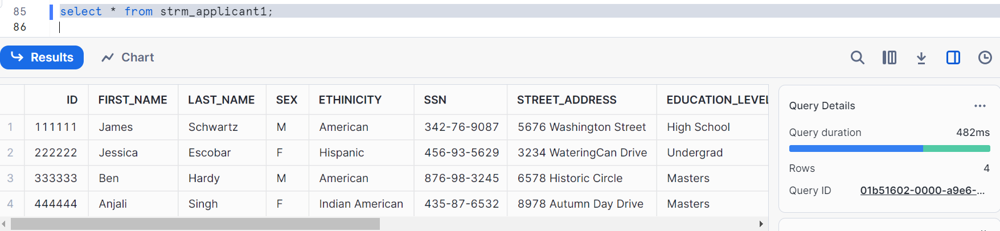 85 select * from strm_applicant1;
86
Results Chart
ID FIRST_NAME LAST_NAME SEX ETHINICITY SSN STREET_ADDRESS EDUCATION_LEVEL
1 111111 James Schwartz M American 342-76-9087 5676 Washington Street High School
2 222222 Jessica Escobar F Hispanic 456-93-5629 3234 WateringCan Drive Undergrad
3 333333 Ben Hardy M American 876-98-3245 6578 Historic Circle Masters
4 444444 Anjali Singh F Indian American 435-87-6532 8978 Autumn Day Drive Masters
Query Details ...
Query duration 482ms
Rows 4
Query ID 01b51602-0000-a9e6-...